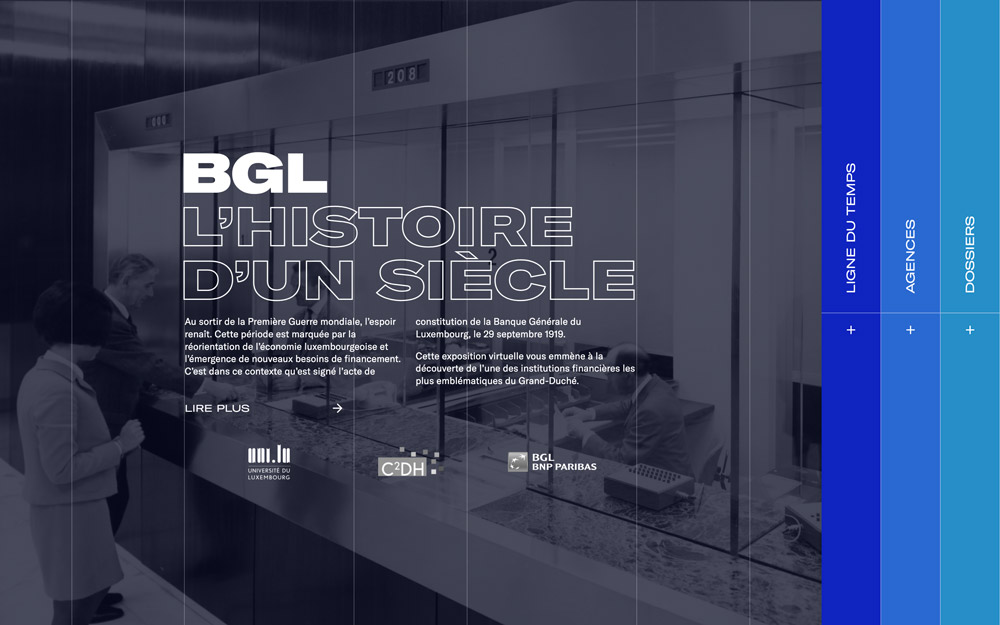 208
BGL
L'HISTOIRE
D'UN SIÈCLE
Au sortir de la Première Guerre mondiale, l'espoir
renaît. Cette période est marquée par la
réorientation de l'économie luxembourgeoise et
l'émergence de nouveaux besoins de financement.
C'est dans ce contexte qu'est signé l'acte de
constitution de la Banque Générale du
Luxembourg, le 29 septembre 1919.
Cette exposition virtuelle vous emmène à la
découverte de l'une des institutions financières les
plus emblématiques du Grand-Duché.
LIRE PLUS
uni.lu
UNIVERSITÉ DU
LUXEMBOURG
C²DH
BGL
BNP PARIBAS
LIGNE DU TEMPS
AGENCES
DOSSIERS